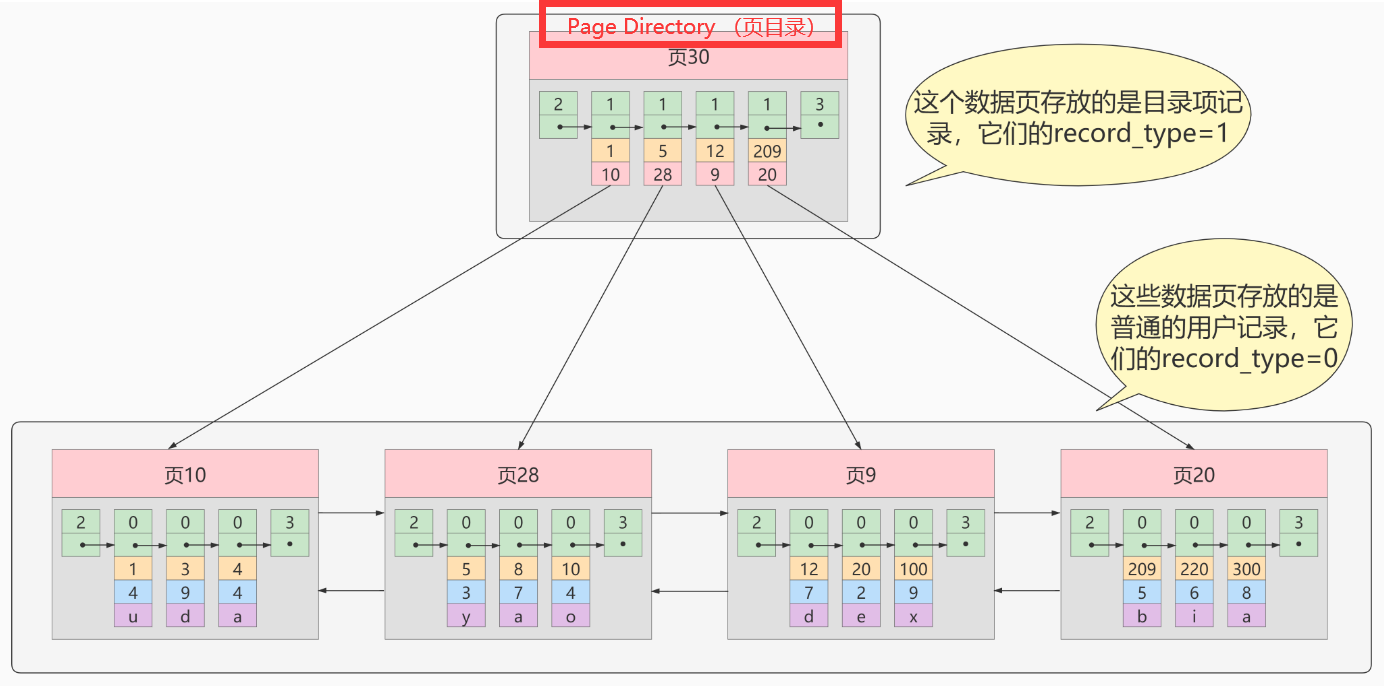 Page Directory （页目录）
页30
2 1 1 1 1 3
1 5 12 209
10 28 9 20
这个数据页存放的是目录项记
录，它们的record_type=1
这些数据页存放的是
普通的用户记录，它
们的record_type=0
页10
2 0 0 0 3
1 3 4
4 9 4
u d a
页28
2 0 0 0 3
5 8 10
3 7 4
y a o
页9
2 0 0 0 3
12 20 100
7 2 9
d e x
页20
2 0 0 0 3
209 220 300
5 6 8
b i a